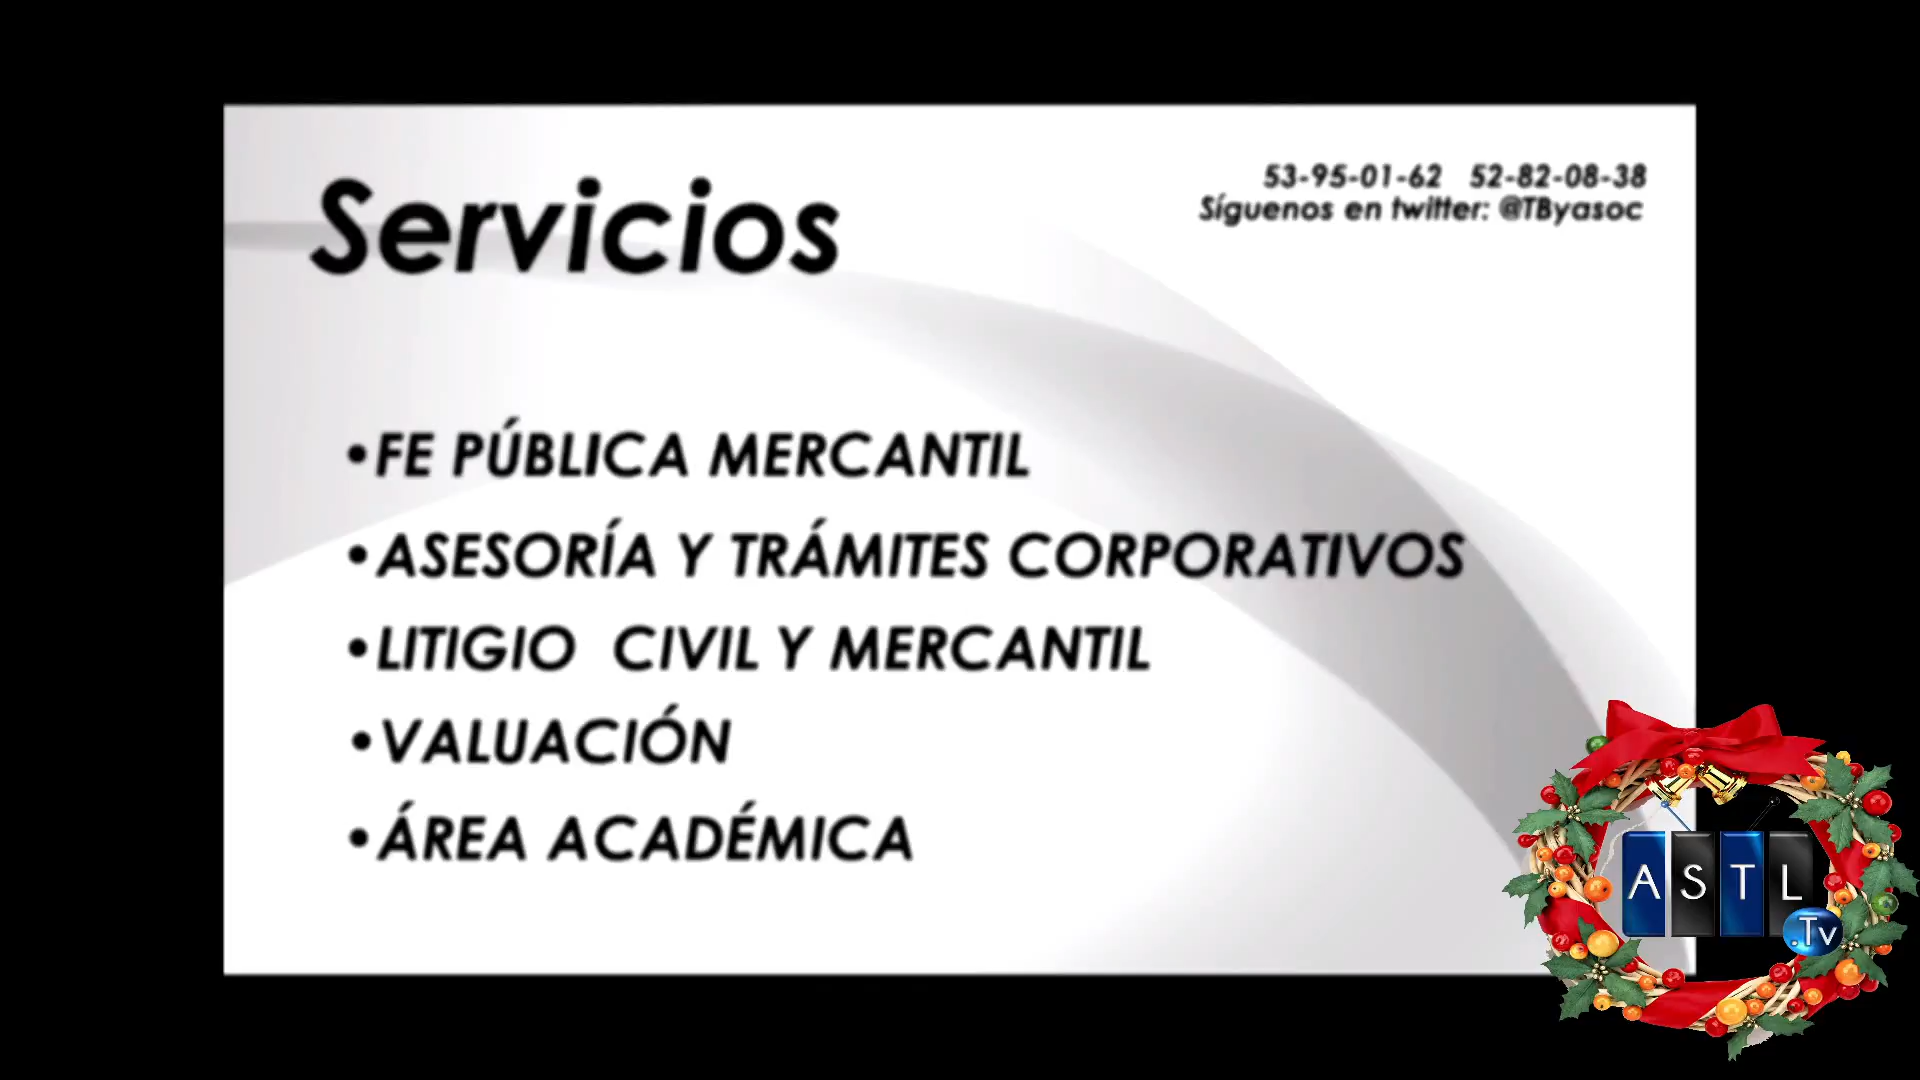 Servicios
53-95-01-62 52-82-08-38
Síguenos en twitter: @TByasoc
•FE PÚBLICA MERCANTIL
•ASESORÍA Y TRÁMITES CORPORATIVOS
•LITIGIO CIVIL Y MERCANTIL
•VALUACIÓN
•ÁREA ACADÉMICA
ASTL
.Tv